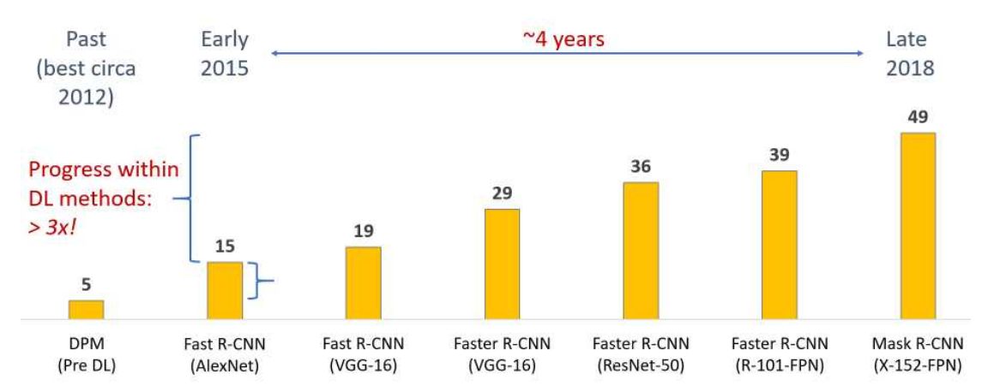 Past
(best circa
2012)
Early
2015
~4 years
Late
2018
Progress within
DL methods:
> 3x!
5
15
19
29
36
39
49
DPM
(Pre DL)
Fast R-CNN
(AlexNet)
Fast R-CNN
(VGG-16)
Faster R-CNN
(VGG-16)
Faster R-CNN
(ResNet-50)
Faster R-CNN
(R-101-FPN)
Mask R-CNN
(X-152-FPN)